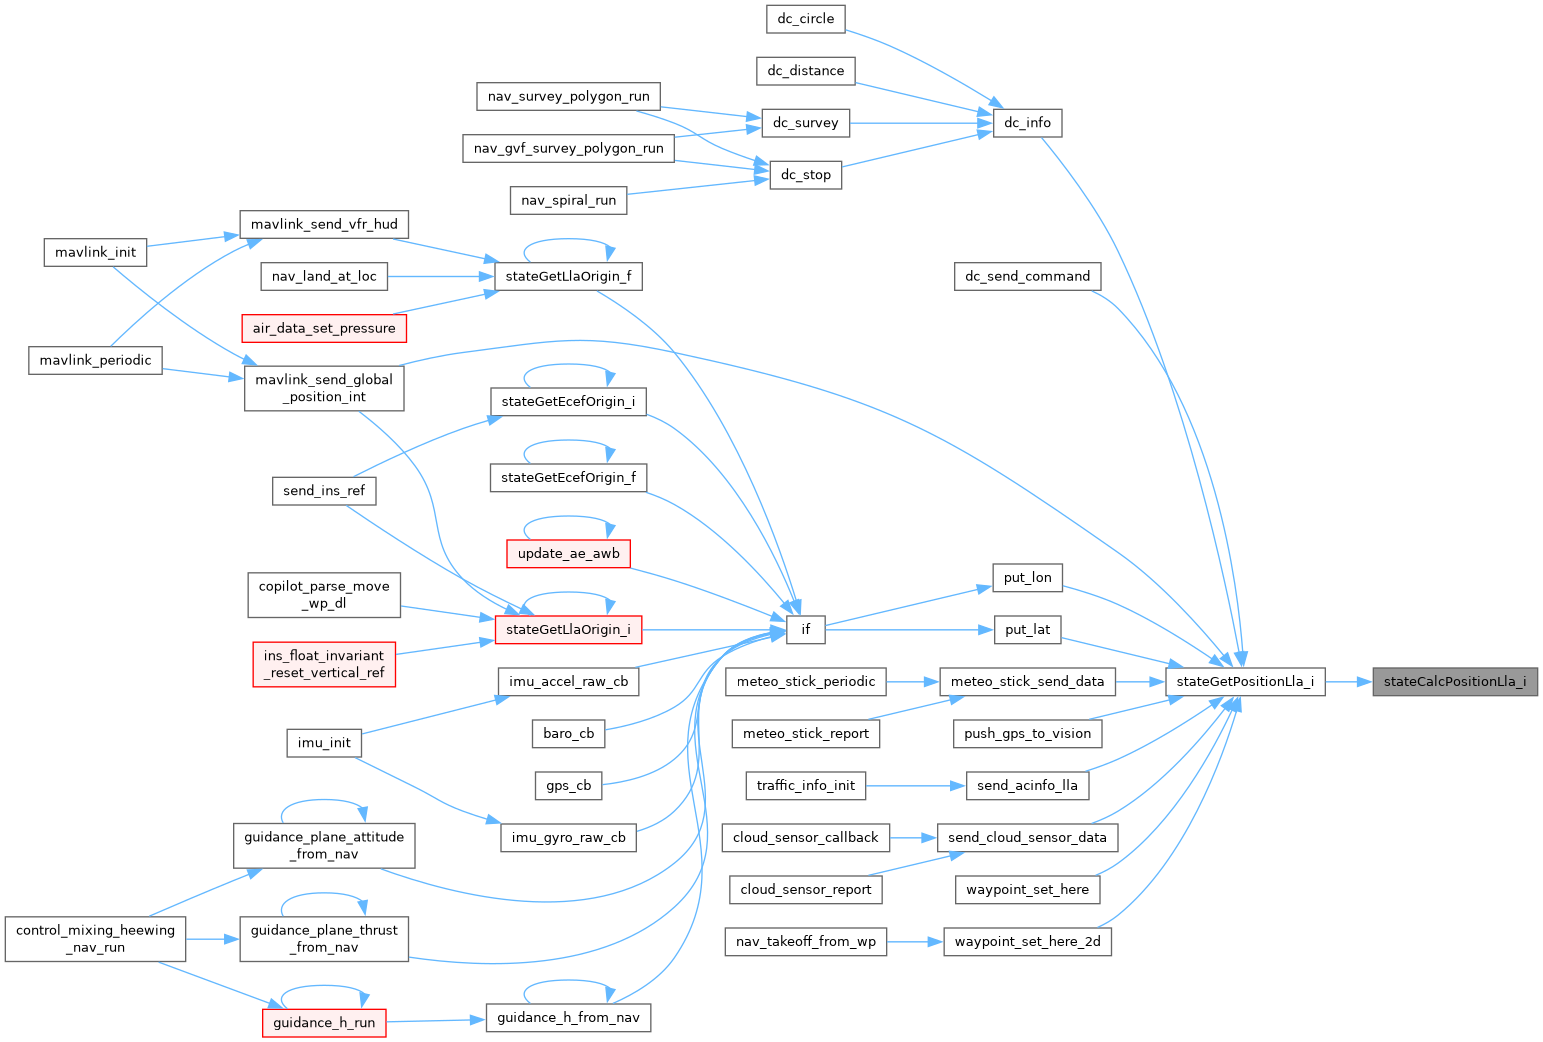 dc_circle
dc_distance
nav_survey_polygon_run
dc_survey
dc_info
nav_gvf_survey_polygon_run
dc_stop
nav_spiral_run
mavlink_send_vfr_hud
mavlink_init
nav_land_at_loc
stateGetLlaOrigin_f
dc_send_command
air_data_set_pressure
mavlink_periodic
mavlink_send_global
_position_int
stateGetEcefOrigin_i
send_ins_ref
stateGetEcefOrigin_f
update_ae_awb
put_lon
copilot_parse_move
_wp_dl
stateGetLlaOrigin_i
if
put_lat
ins_float_invariant
_reset_vertical_ref
imu_accel_raw_cb
meteo_stick_periodic
meteo_stick_send_data
stateGetPositionLla_i
stateCalcPositionLla_i
imu_init
baro_cb
meteo_stick_report
push_gps_to_vision
gps_cb
traffic_info_init
send_acinfo_lla
guidance_plane_attitude
_from_nav
imu_gyro_raw_cb
cloud_sensor_callback
send_cloud_sensor_data
cloud_sensor_report
waypoint_set_here
control_mixing_heewing
_nav_run
guidance_plane_thrust
_from_nav
nav_takeoff_from_wp
waypoint_set_here_2d
guidance_h_run
guidance_h_from_nav